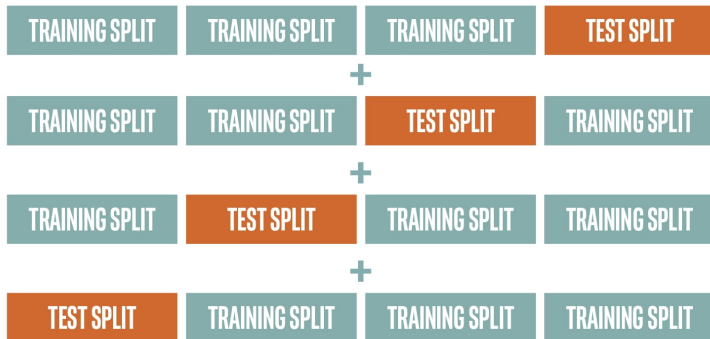 TRAINING SPLIT TRAINING SPLIT TRAINING SPLIT TEST SPLIT
+
TRAINING SPLIT TRAINING SPLIT TEST SPLIT TRAINING SPLIT
+
TRAINING SPLIT TEST SPLIT TRAINING SPLIT TRAINING SPLIT
+
TEST SPLIT TRAINING SPLIT TRAINING SPLIT TRAINING SPLIT